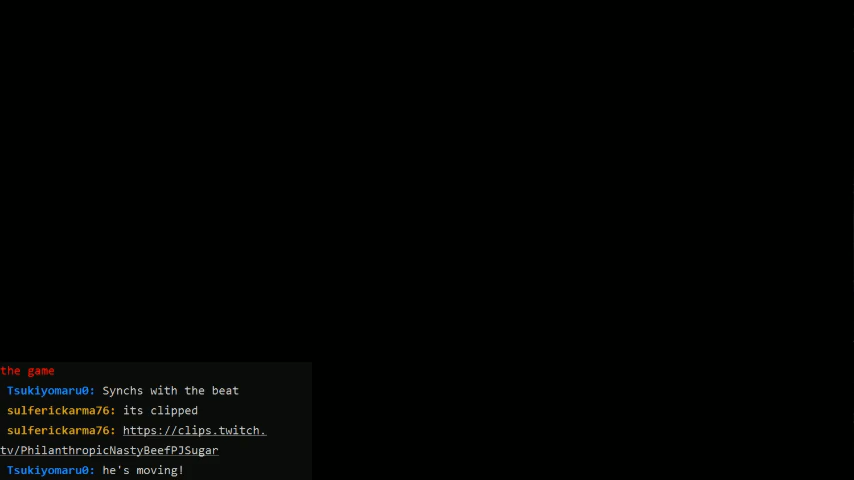 the game
Tsukiyomaru0: Synchs with the beat
sulferickarma76: its clipped
sulferickarma76: https://clips.twitch.
tv/PhilanthropicNastyBeefPJSugar
Tsukiyomaru0: he's moving!